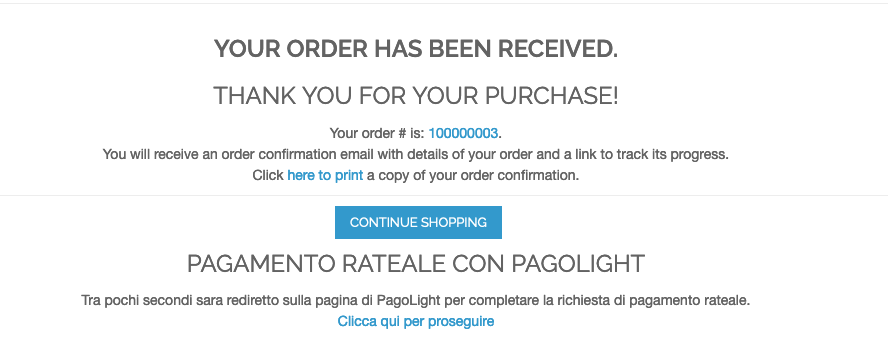 YOUR ORDER HAS BEEN RECEIVED.
THANK YOU FOR YOUR PURCHASE!
Your order # is: 100000003.
You will receive an order confirmation email with details of your order and a link to track its progress.
Click here to print a copy of your order confirmation.
CONTINUE SHOPPING
PAGAMENTO RATEALE CON PAGOLIGHT
Tra pochi secondi sara rediretto sulla pagina di PagoLight per completare la richiesta di pagamento rateale.
Clicca qui per proseguire